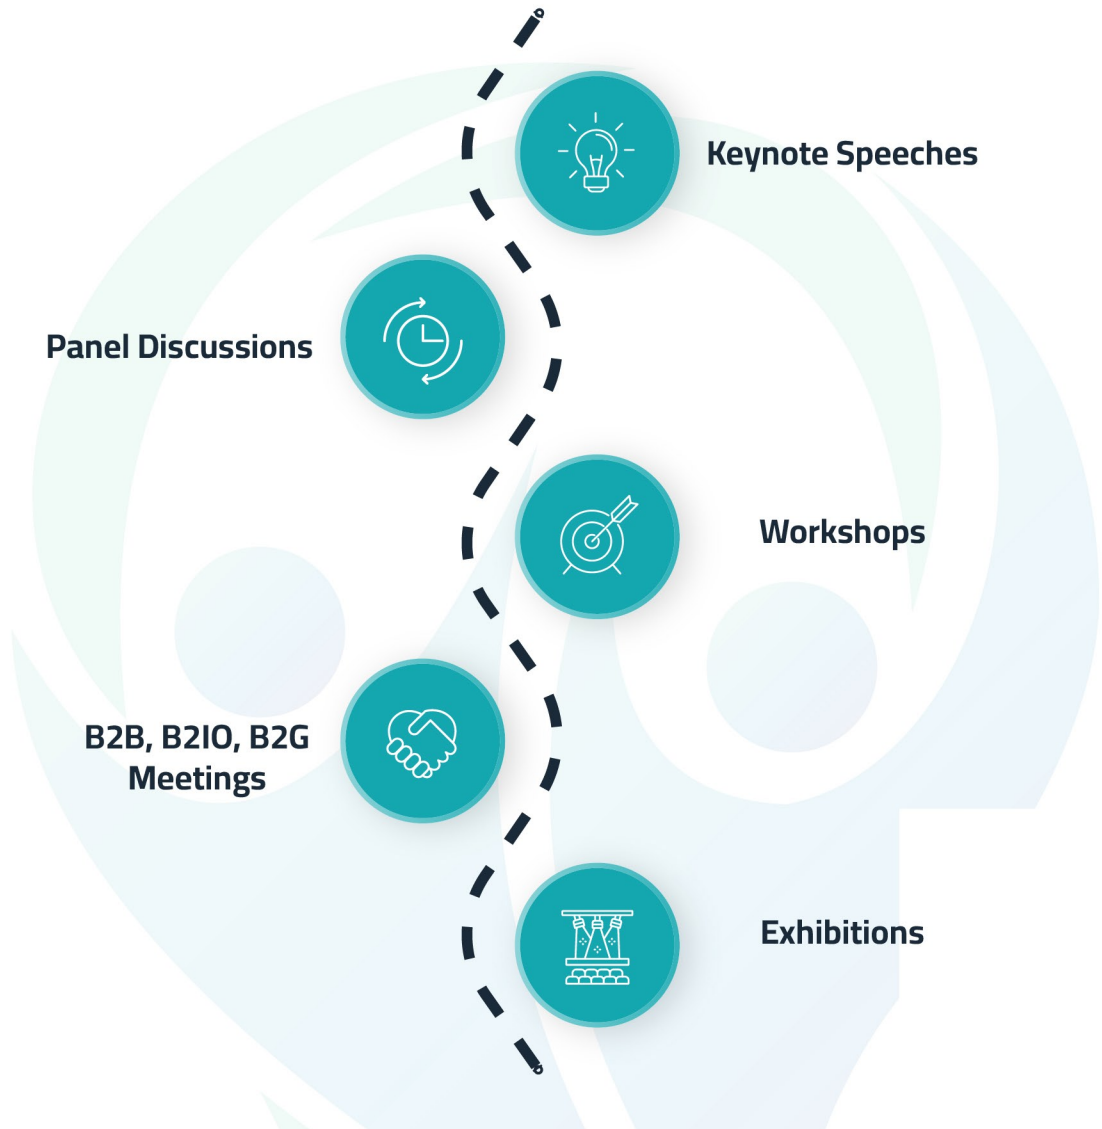 Keynote Speeches
Panel Discussions
Workshops
B2B, B2IO, B2G
Meetings
Exhibitions